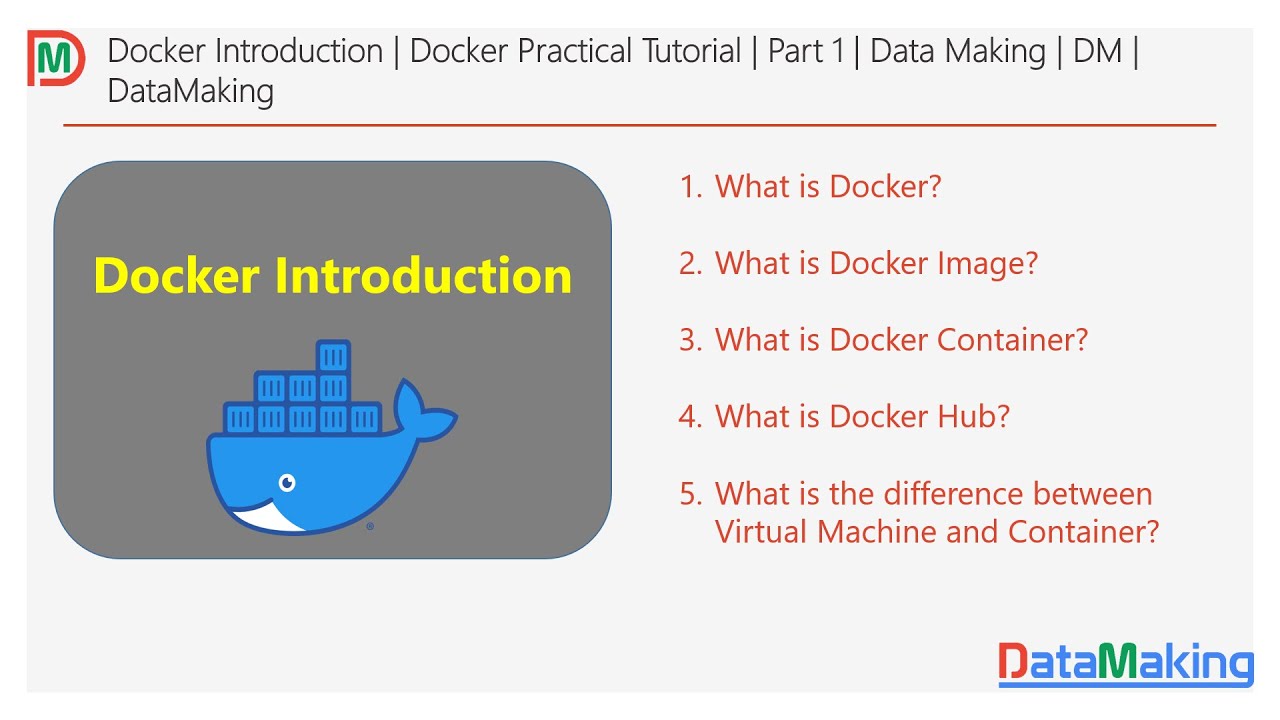 DM
Docker Introduction | Docker Practical Tutorial | Part 1 | Data Making | DM |
DataMaking
Docker Introduction
®
1. What is Docker?
2. What is Docker Image?
3. What is Docker Container?
4. What is Docker Hub?
5. What is the difference between
Virtual Machine and Container?
DataMaking